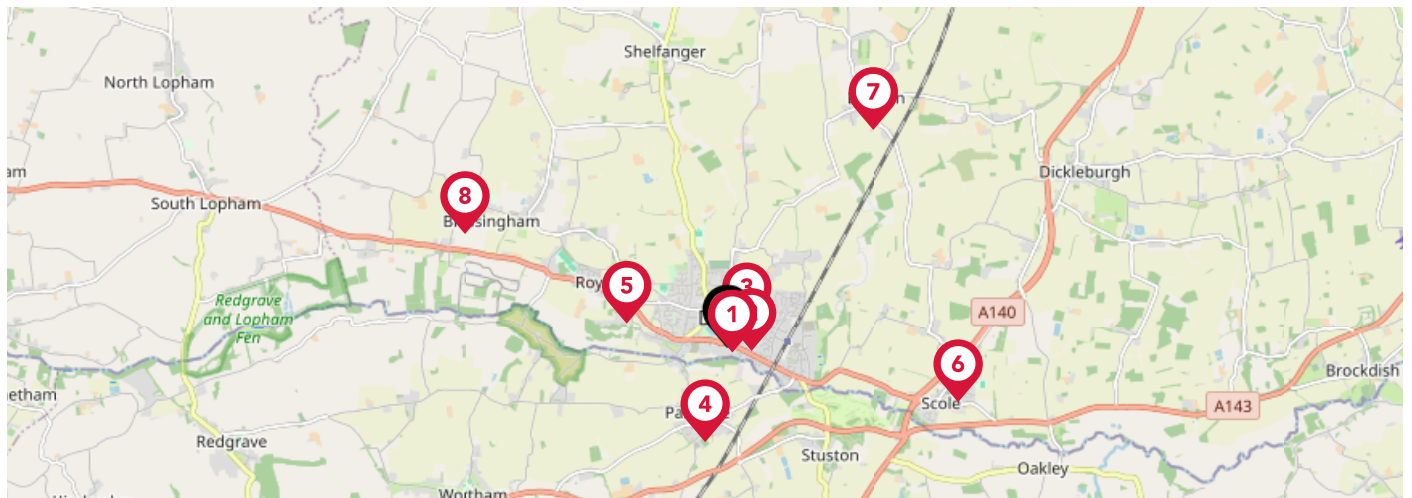 Shelfanger
North Lopham
7
Dickleburgh
8
South Lopham
3
5
Redgrave
and Lopham
Fen
A140
1
6
Brockdish
4
Scole
A143
Redgrave
Stuston
Oakley
Wortham